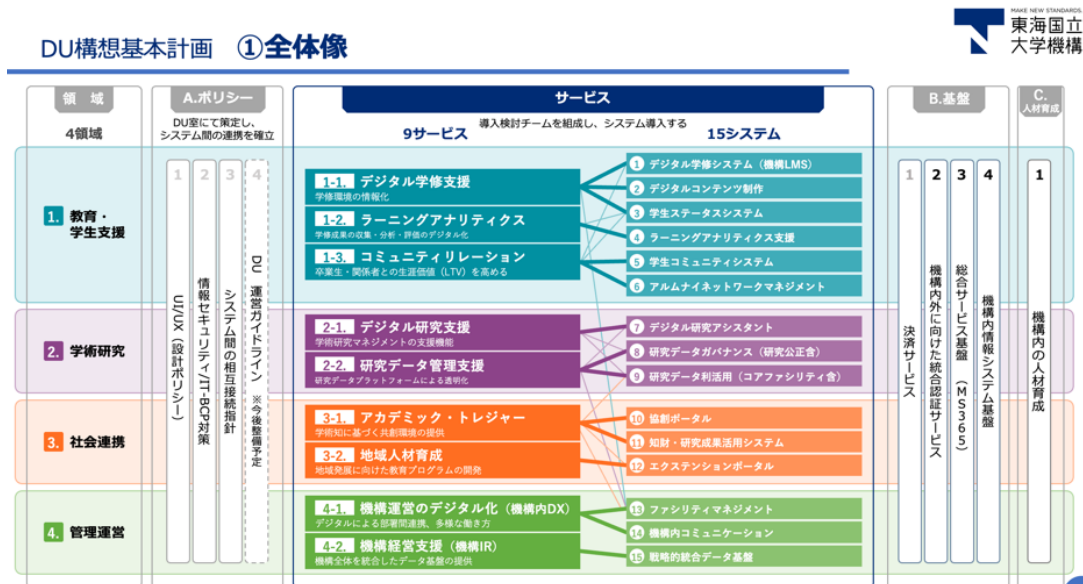 DU構想基本計画 ①全体像
MAKE NEW STANDARDS.
東海国立
大学機構
領 域
4領域
A.ポリシー
DU室にて策定し、
システム間の連携を確立
サービス
導入検討チームを組成し、システム導入する
9サービス
15システム
B.基盤
C.
人材育成
1.
教育・
学生支援
2.
学術研究
3.
社会連携
4.
管理運営
1
UI/UX（設計ポリシー）
2
情報セキュリティ/IT-BCP対策
3
システム間の相互接続指針
4
DU 運営ガイドライン ※今後整備予定
1-1. デジタル学修支援
学修環境の情報化
1-2. ラーニングアナリティクス
学修成果の収集・分析・評価のデジタル化
1-3. コミュニティリレーション
卒業生・関係者との生涯価値（LTV）を高める
2-1. デジタル研究支援
学術研究マネジメントの支援機能
2-2. 研究データ管理支援
研究データプラットフォームによる透明化
3-1. アカデミック・トレジャー
学術知に基づく共創環境の提供
3-2. 地域人材育成
地域発展に向けた教育プログラムの開発
4-1. 機構運営のデジタル化（機構内DX）
デジタルによる部署間連携、多様な働き方
4-2. 機構経営支援（機構IR）
機構全体を統合したデータ基盤の提供
1 デジタル学修システム（機構LMS）
2 デジタルコンテンツ制作
3 学生ステータスシステム
4 ラーニングアナリティクス支援
5 学生コミュニティシステム
6 アルムナイネットワークマネジメント
7 デジタル研究アシスタント
8 研究データガバナンス（研究公正含）
9 研究データ利活用（コアファシリティ含）
10 協創ポータル
11 知財・研究成果活用システム
12 エクステンションポータル
13 ファシリティマネジメント
14 機構内コミュニケーション
15 戦略的統合データ基盤
1
決済サービス
2
機構内外に向けた統合認証サービス
3
総合サービス基盤 （MS365）
4
機構内情報システム基盤
1
機構内の人材育成